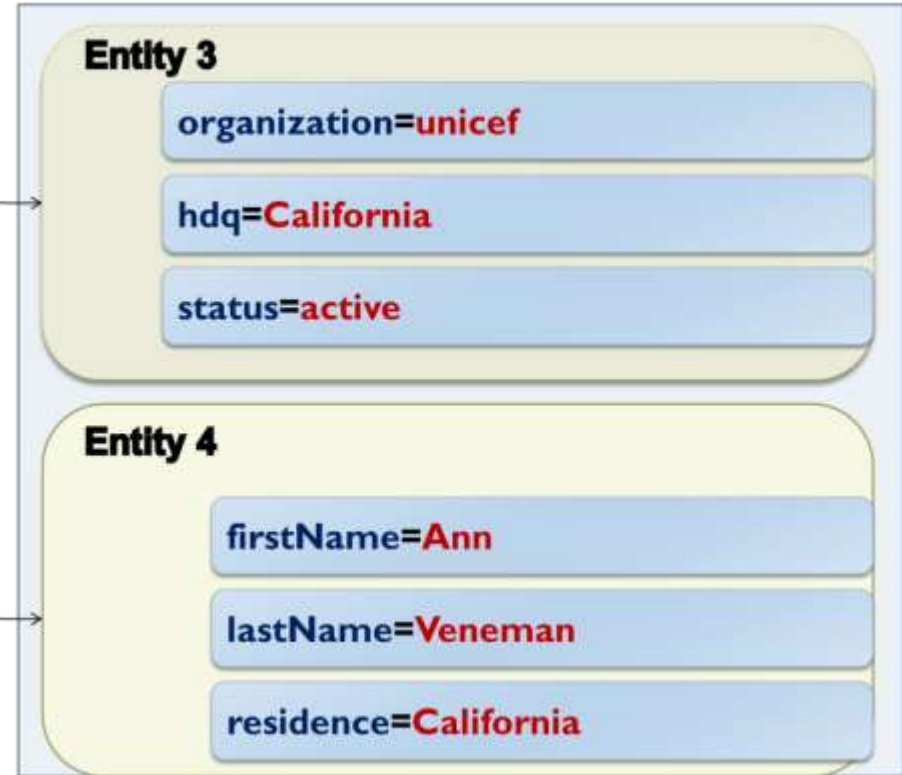 Entity 3
organization=unicef
hdq=California
status=active
Entity 4
firstName=Ann
lastName=Veneman
residence=California